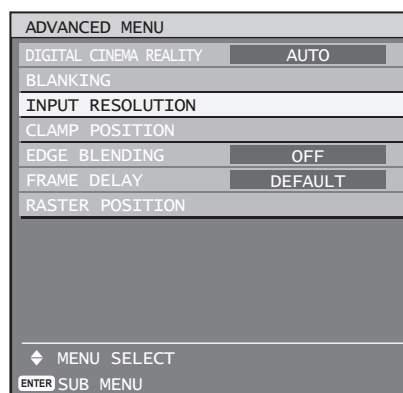 ADVANCED MENU
DIGITAL CINEMA REALITY AUTO
BLANKING
INPUT RESOLUTION
CLAMP POSITION
EDGE BLENDING OFF
FRAME DELAY DEFAULT
RASTER POSITION
MENU SELECT
ENTER SUB MENU